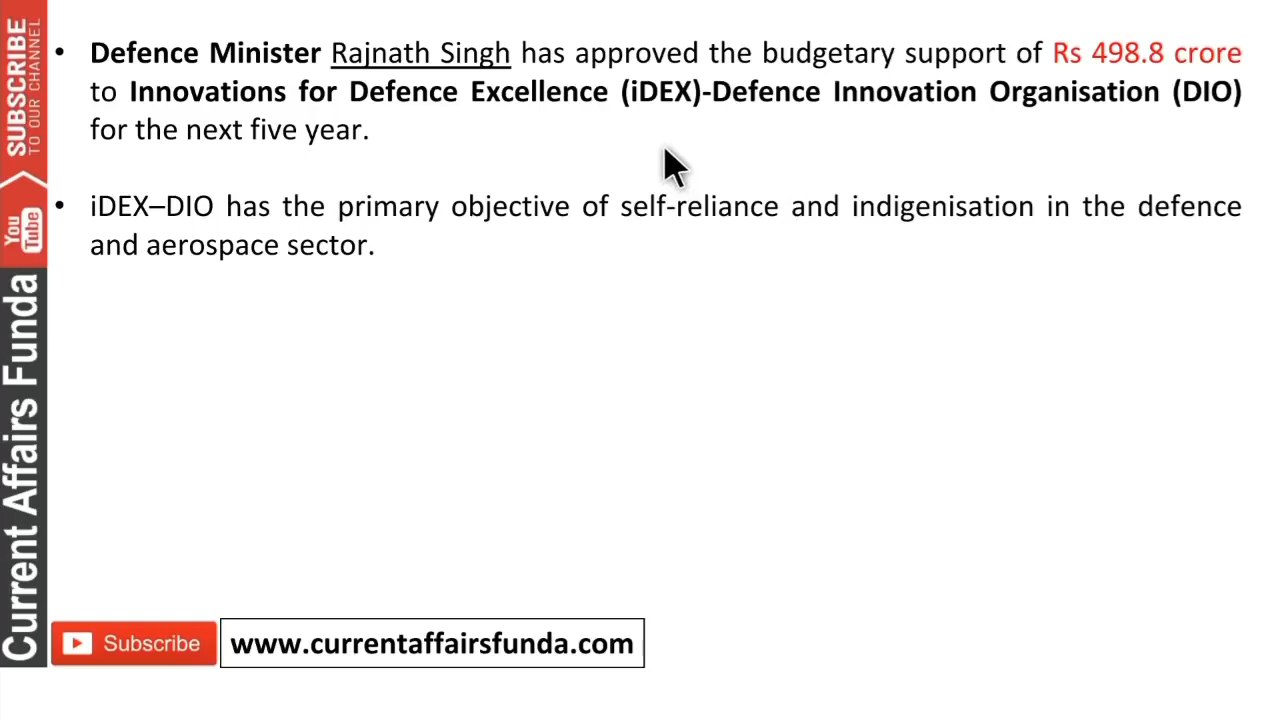 • Defence Minister Rajnath Singh has approved the budgetary support of Rs 498.8 crore
to Innovations for Defence Excellence (iDEX)-Defence Innovation Organisation (DIO)
for the next five year.
• iDEX–DIO has the primary objective of self-reliance and indigenisation in the defence
and aerospace sector.
SUBSCRIBE
TO OUR CHANNEL
You
Tube
Current Affairs Funda
Subscribe
www.currentaffairsfunda.com